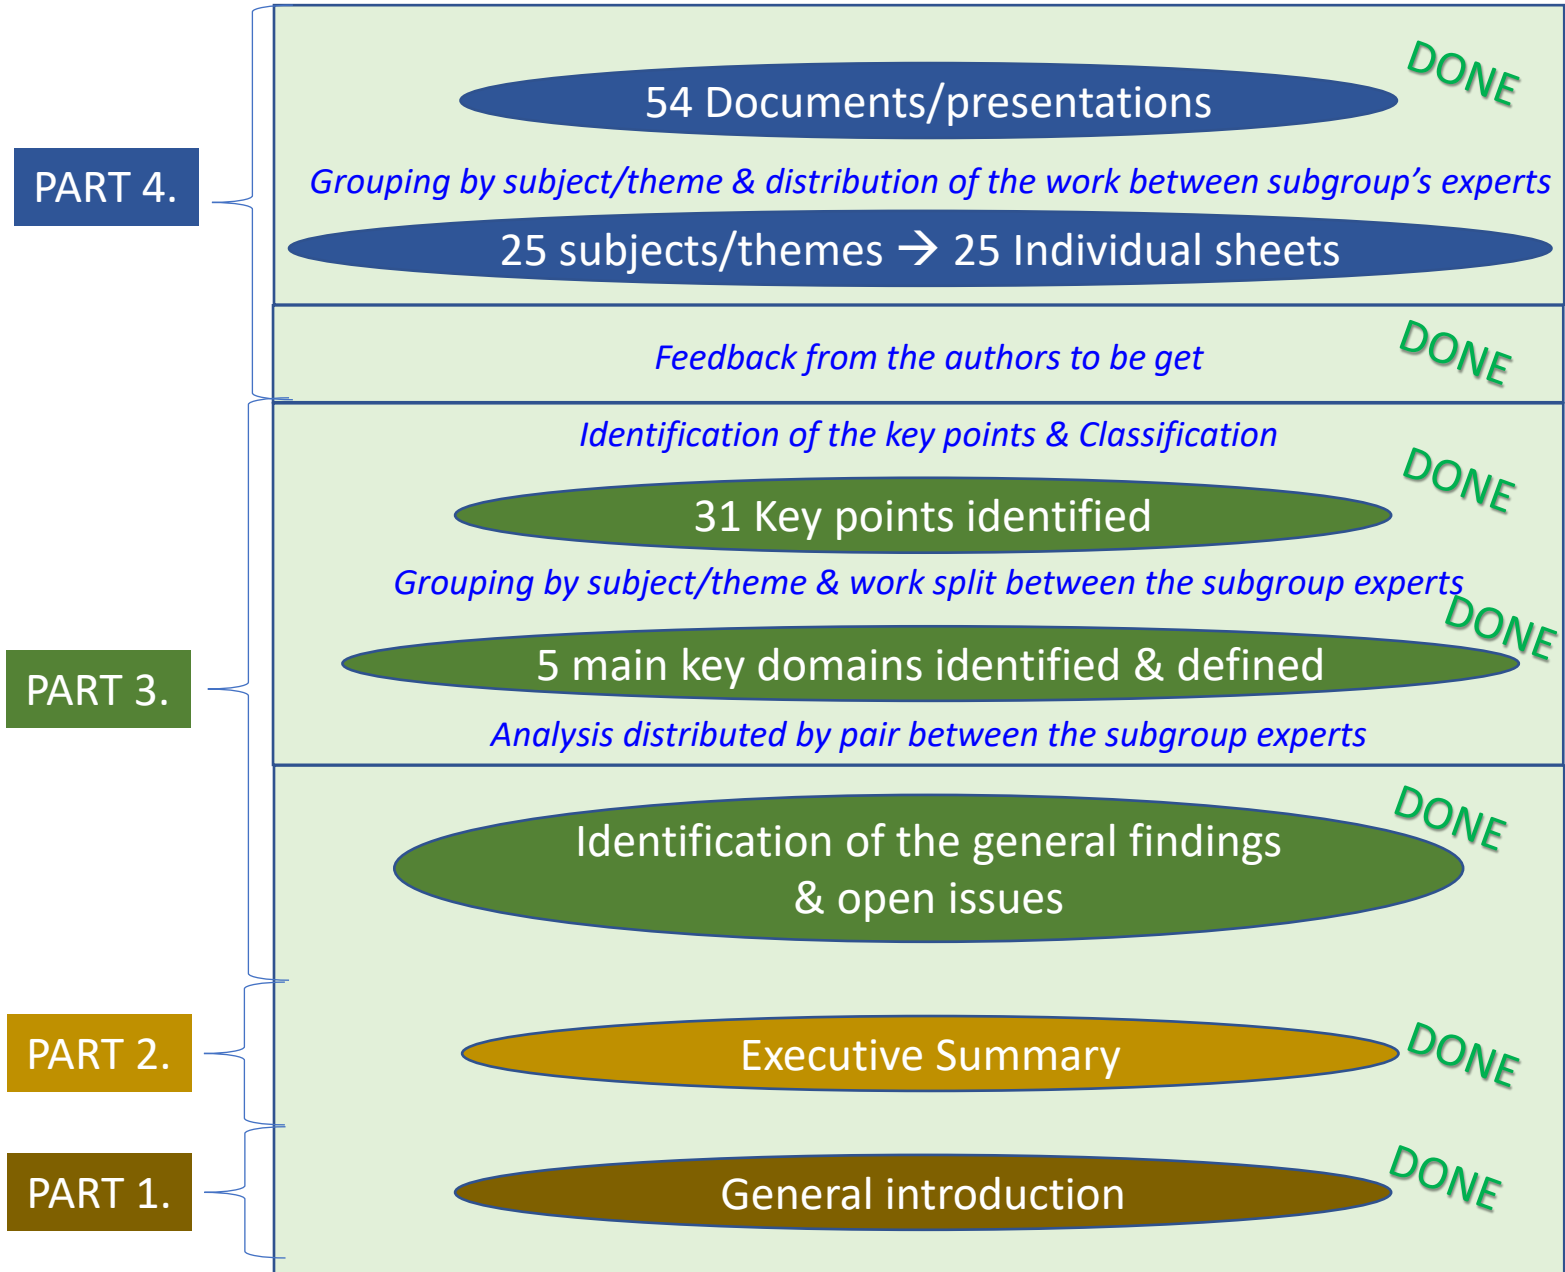 DONE
54 Documents/presentations
PART 4.
Grouping by subject/theme & distribution of the work between subgroup's experts
25 subjects/themes → 25 Individual sheets
Feedback from the authors to be get
DONE
Identification of the key points & Classification
DONE
31 Key points identified
Grouping by subject/theme & work split between the subgroup experts
DONE
5 main key domains identified & defined
PART 3.
Analysis distributed by pair between the subgroup experts
DONE
Identification of the general findings
& open issues
PART 2.
Executive Summary
DONE
PART 1.
General introduction
DONE